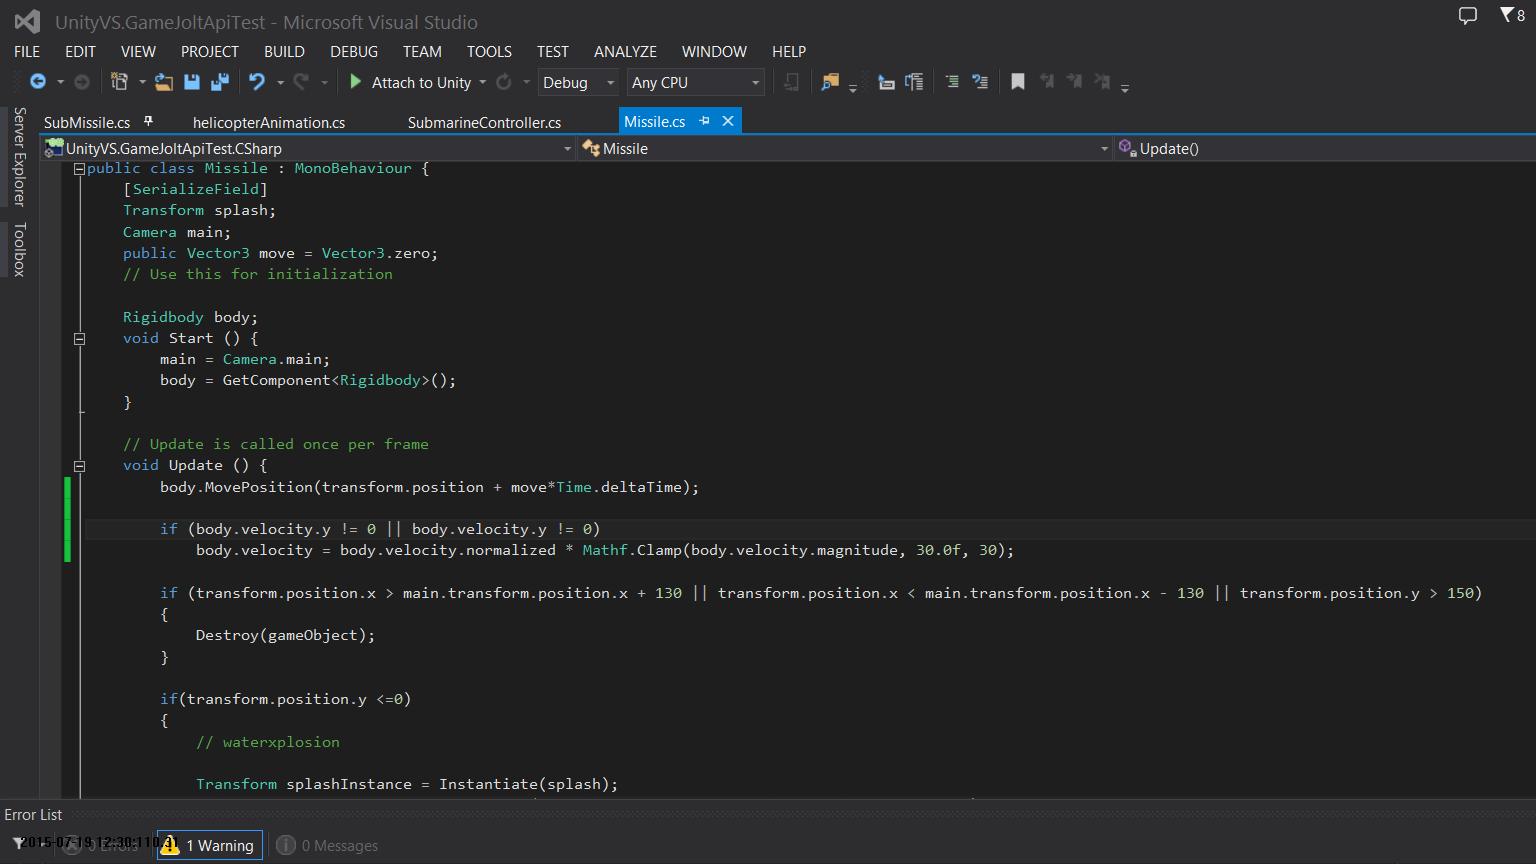 UnityVS.GameJoltApiTest - Microsoft Visual Studio
8
FILE EDIT VIEW PROJECT BUILD DEBUG TEAM TOOLS TEST ANALYZE WINDOW HELP
Attach to Unity Debug Any CPU
Server Explorer
Toolbox
SubMissile.cs helicopterAnimation.cs SubmarineController.cs Missile.cs
UnityVS.GameJoltApiTest.CSharp Missile Update()
public class Missile : MonoBehaviour {
[SerializeField]
Transform splash;
Camera main;
public Vector3 move = Vector3.zero;
// Use this for initialization
Rigidbody body;
void Start () {
main = Camera.main;
body = GetComponent<Rigidbody>();
}
// Update is called once per frame
void Update () {
body.MovePosition(transform.position + move*Time.deltaTime);
if (body.velocity.y != 0 || body.velocity.y != 0)
body.velocity = body.velocity.normalized * Mathf.Clamp(body.velocity.magnitude, 30.0f, 30);
if (transform.position.x > main.transform.position.x + 130 || transform.position.x < main.transform.position.x - 130 || transform.position.y > 150)
{
Destroy(gameObject);
}
if(transform.position.y <=0)
{
// waterxplosion
Transform splashInstance = Instantiate(splash);
Error List
0 Errors 1 Warning 0 Messages